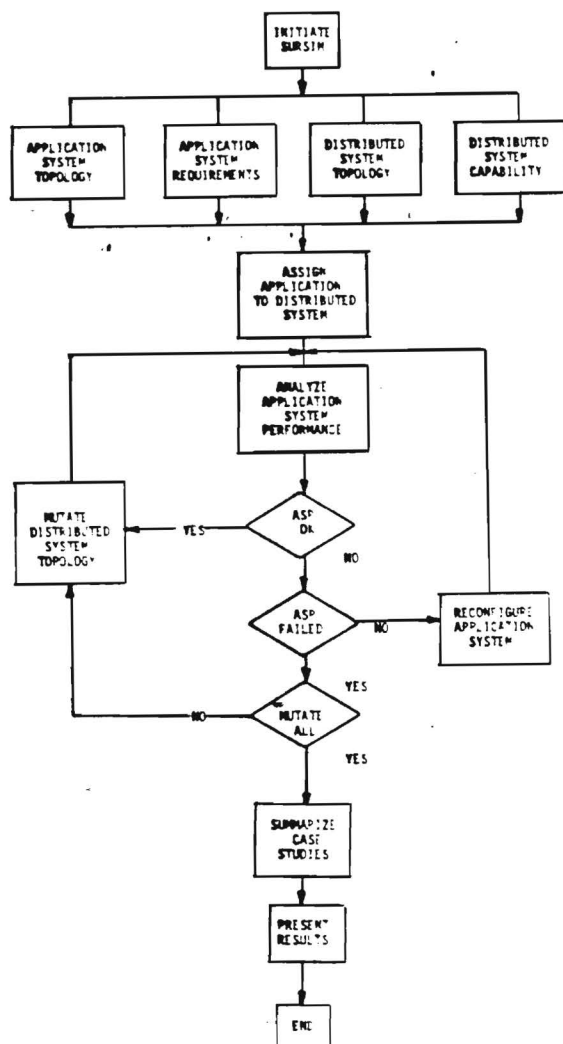 INITIATE
SURSIM
APPLICATION
SYSTEM
TOPOLOGY
APPLICATION
SYSTEM
REQUIREMENTS
DISTRIBUTED
SYSTEM
TOPOLOGY
DISTRIBUTED
SYSTEM
CAPABILITY
ASSIGN
APPLICATION
TO DISTRIBUTED
SYSTEM
ANALYZE
APPLICATION
SYSTEM
PERFORMANCE
MUTATE
DISTRIBUTED
SYSTEM
TOPOLOGY
YES
ASP
OK
NO
ASP
FAILED
NO
RECONFIGURE
APPLICATION
SYSTEM
YES
NO
MUTATE
ALL
YES
SUMMARIZE
CASE
STUDIES
PRESENT
RESULTS
END